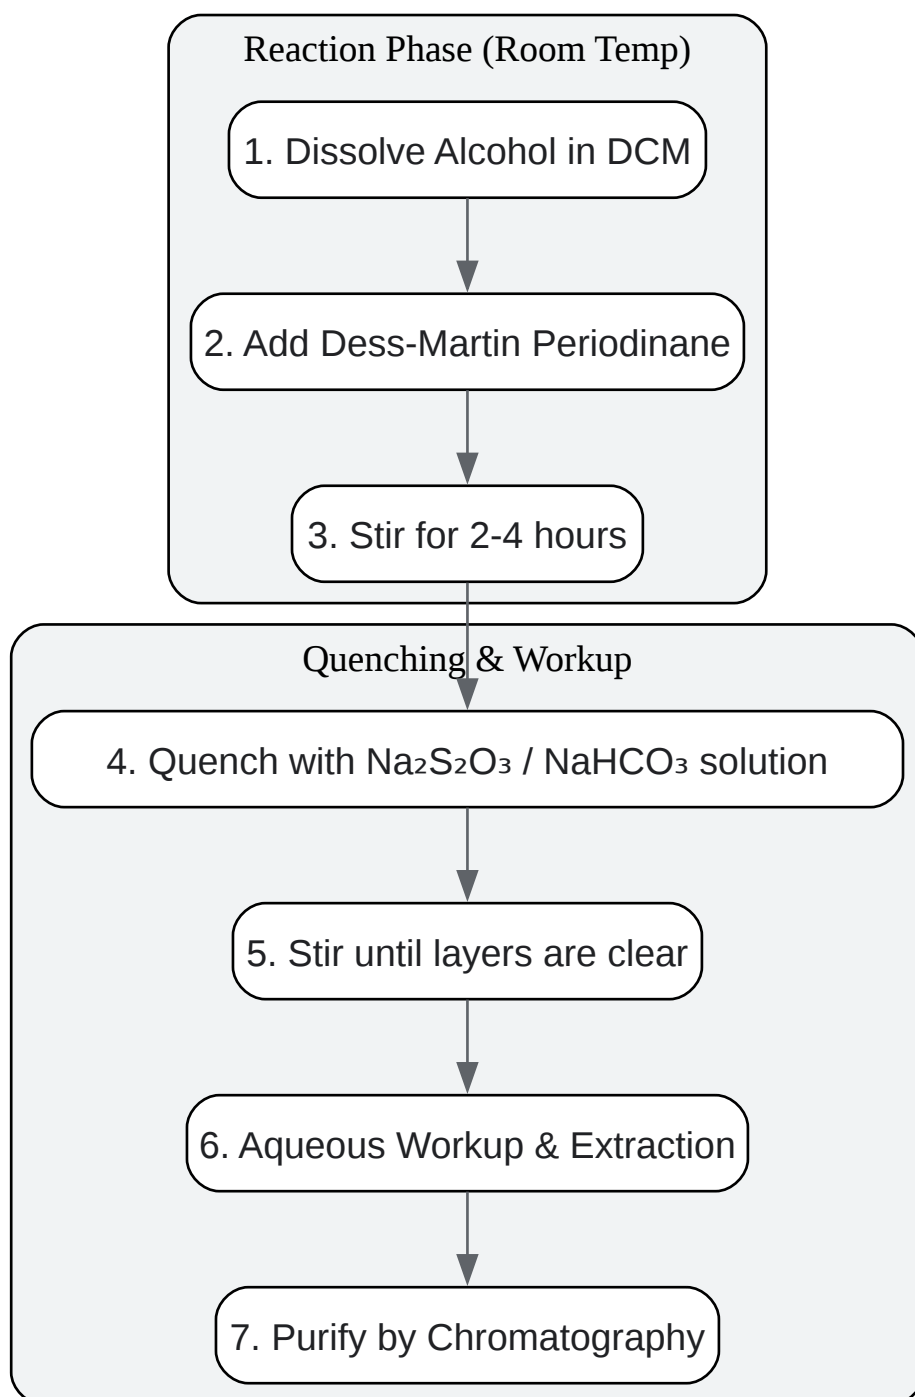 Reaction Phase (Room Temp)
1. Dissolve Alcohol in DCM
2. Add Dess-Martin Periodinane
3. Stir for 2-4 hours
Quenching & Workup
4. Quench with Na₂S₂O₃ / NaHCO₃ solution
5. Stir until layers are clear
6. Aqueous Workup & Extraction
7. Purify by Chromatography